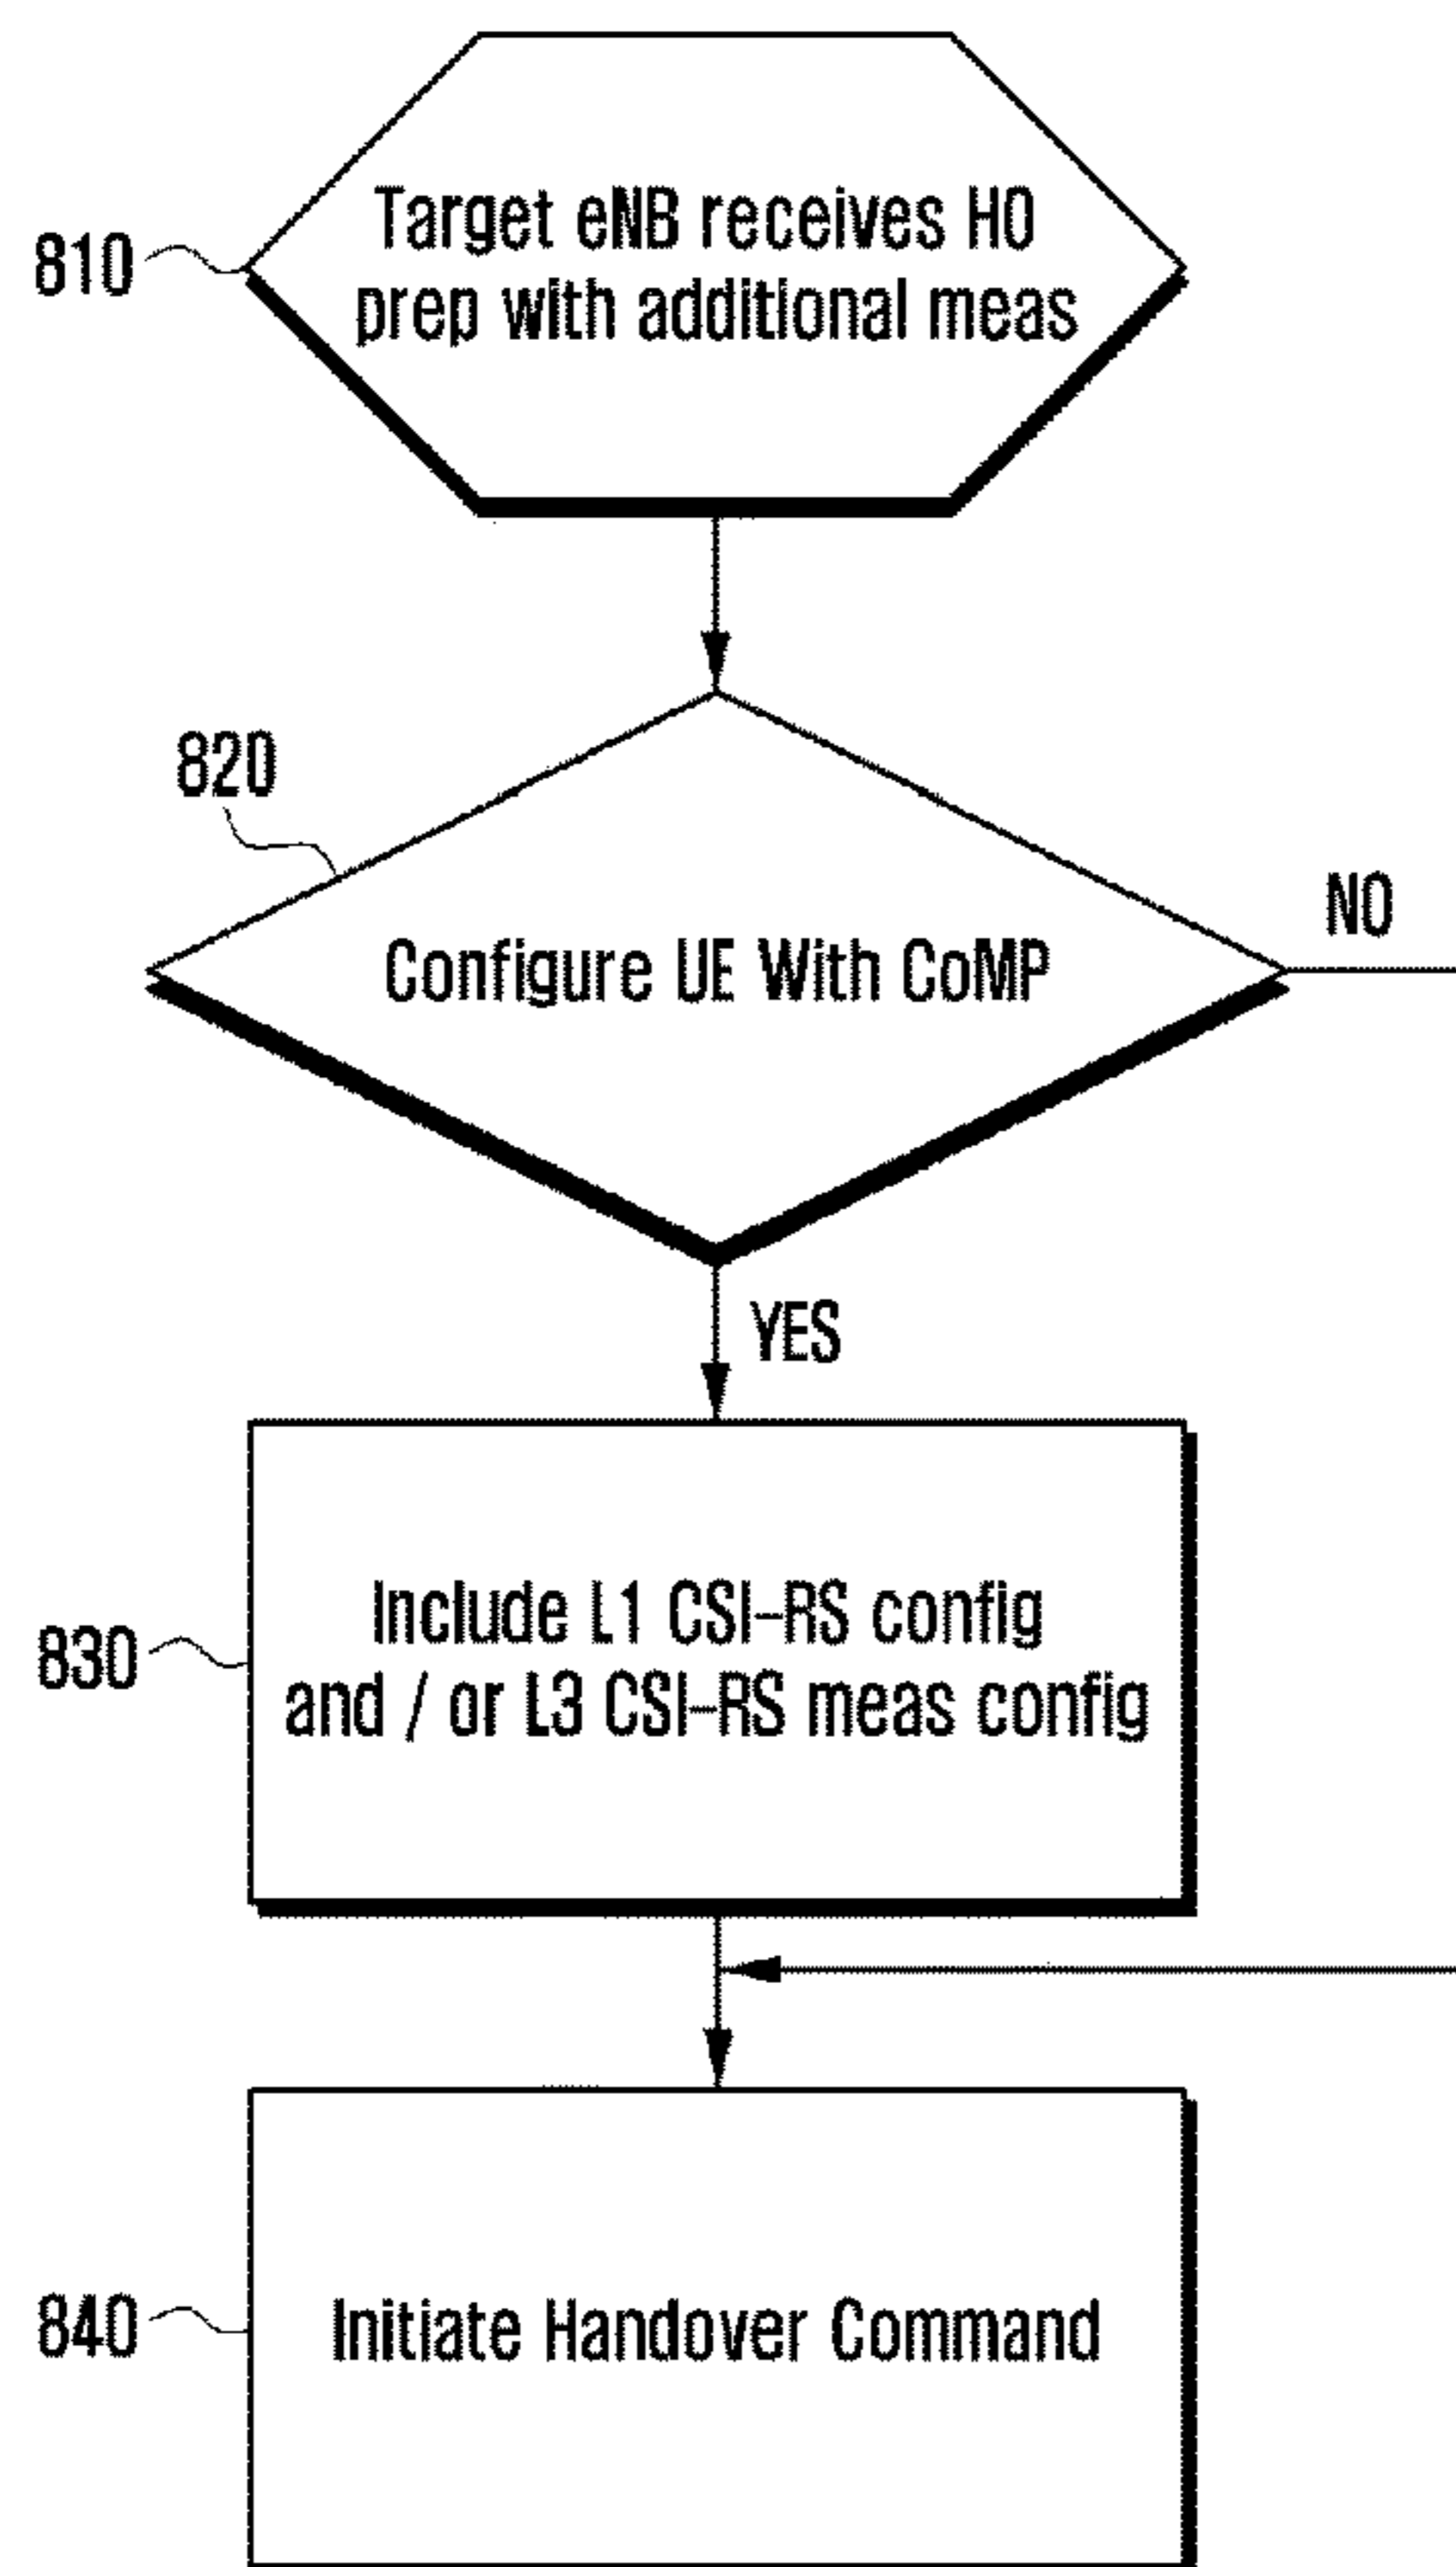 810
Target eNB receives HO
prep with additional meas
820
NO
Configure UE With CoMP
YES
830
Include L1 CSI-RS config
and / or L3 CSI-RS meas config
840
Initiate Handover Command